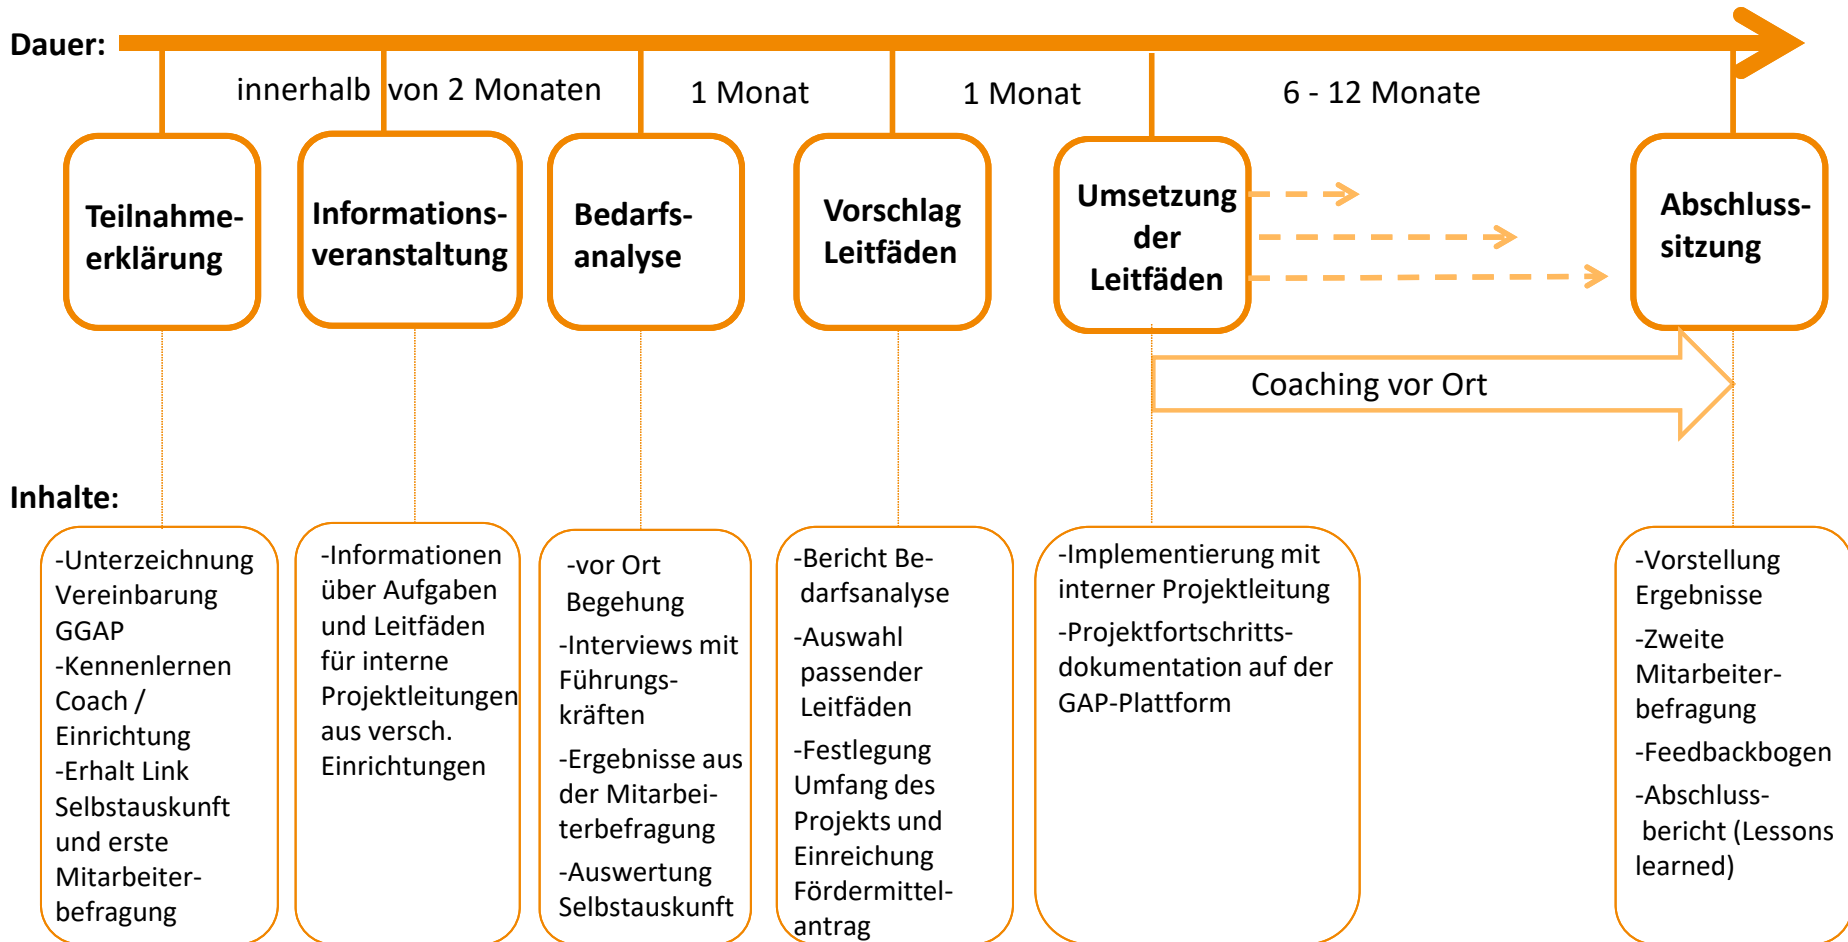 Dauer:
innerhalb von 2 Monaten
1 Monat
1 Monat
6 - 12 Monate
Teilnahme-
erklärung
Informations-
veranstaltung
Bedarfs-
analyse
Vorschlag
Leitfäden
Umsetzung
der
Leitfäden
Abschluss-
sitzung
Coaching vor Ort
Inhalte:
-Unterzeichnung
Vereinbarung
GGAP
-Kennenlernen
Coach /
Einrichtung
-Erhalt Link
Selbstauskunft
und erste
Mitarbeiter-
befragung
-Informationen
über Aufgaben
und Leitfäden
für interne
Projektleitungen
aus versch.
Einrichtungen
-vor Ort
Begehung
-Interviews mit
Führungs-
kräften
-Ergebnisse aus
der Mitarbei-
terbefragung
-Auswertung
Selbstauskunft
-Bericht Be-
darfsanalyse
-Auswahl
passender
Leitfäden
-Festlegung
Umfang des
Projekts und
Einreichung
Fördermittel-
antrag
-Implementierung mit
interner Projektleitung
-Projektfortschritts-
dokumentation auf der
GAP-Plattform
-Vorstellung
Ergebnisse
-Zweite
Mitarbeiter-
befragung
-Feedbackbogen
-Abschluss-
bericht (Lessons
learned)